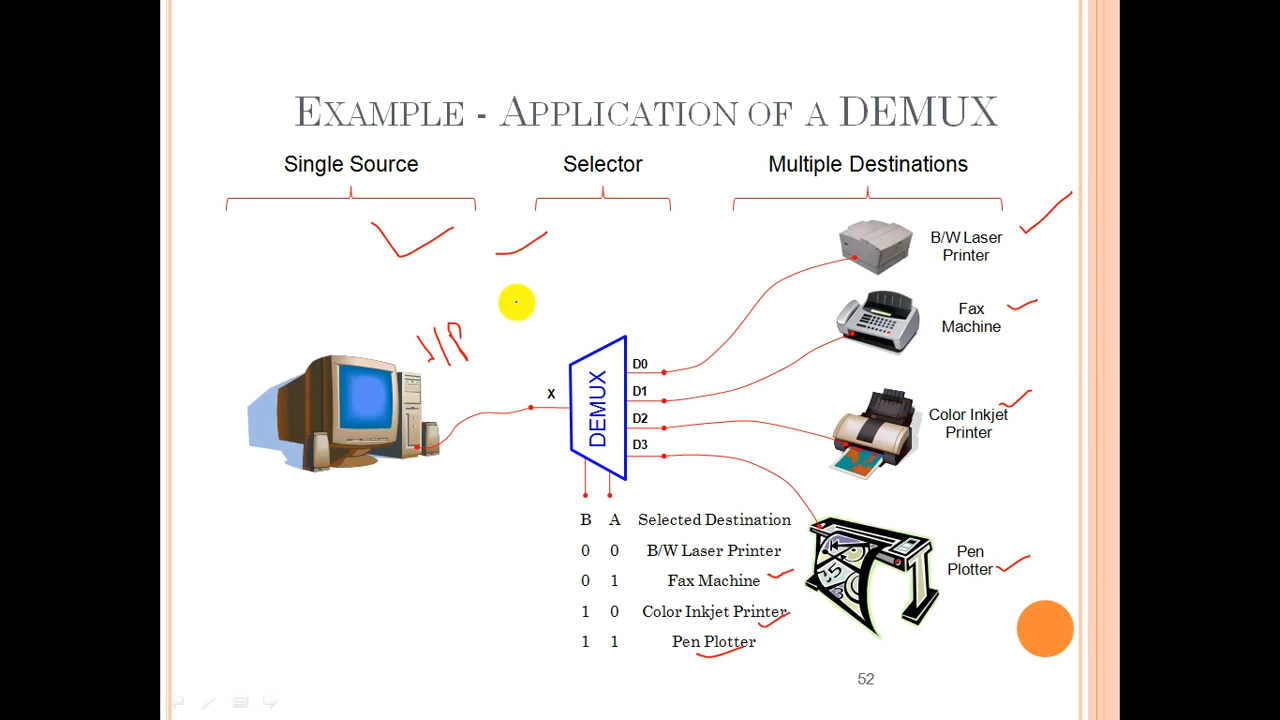 EXAMPLE - APPLICATION OF A DEMUX
Single Source
Selector
Multiple Destinations
B/W Laser
Printer
Fax
Machine
I/P
DEMUX
X
D0
D1
D2
D3
Color Inkjet
Printer
Pen
Plotter
B A Selected Destination
0 0 B/W Laser Printer
0 1 Fax Machine
1 0 Color Inkjet Printer
1 1 Pen Plotter
52